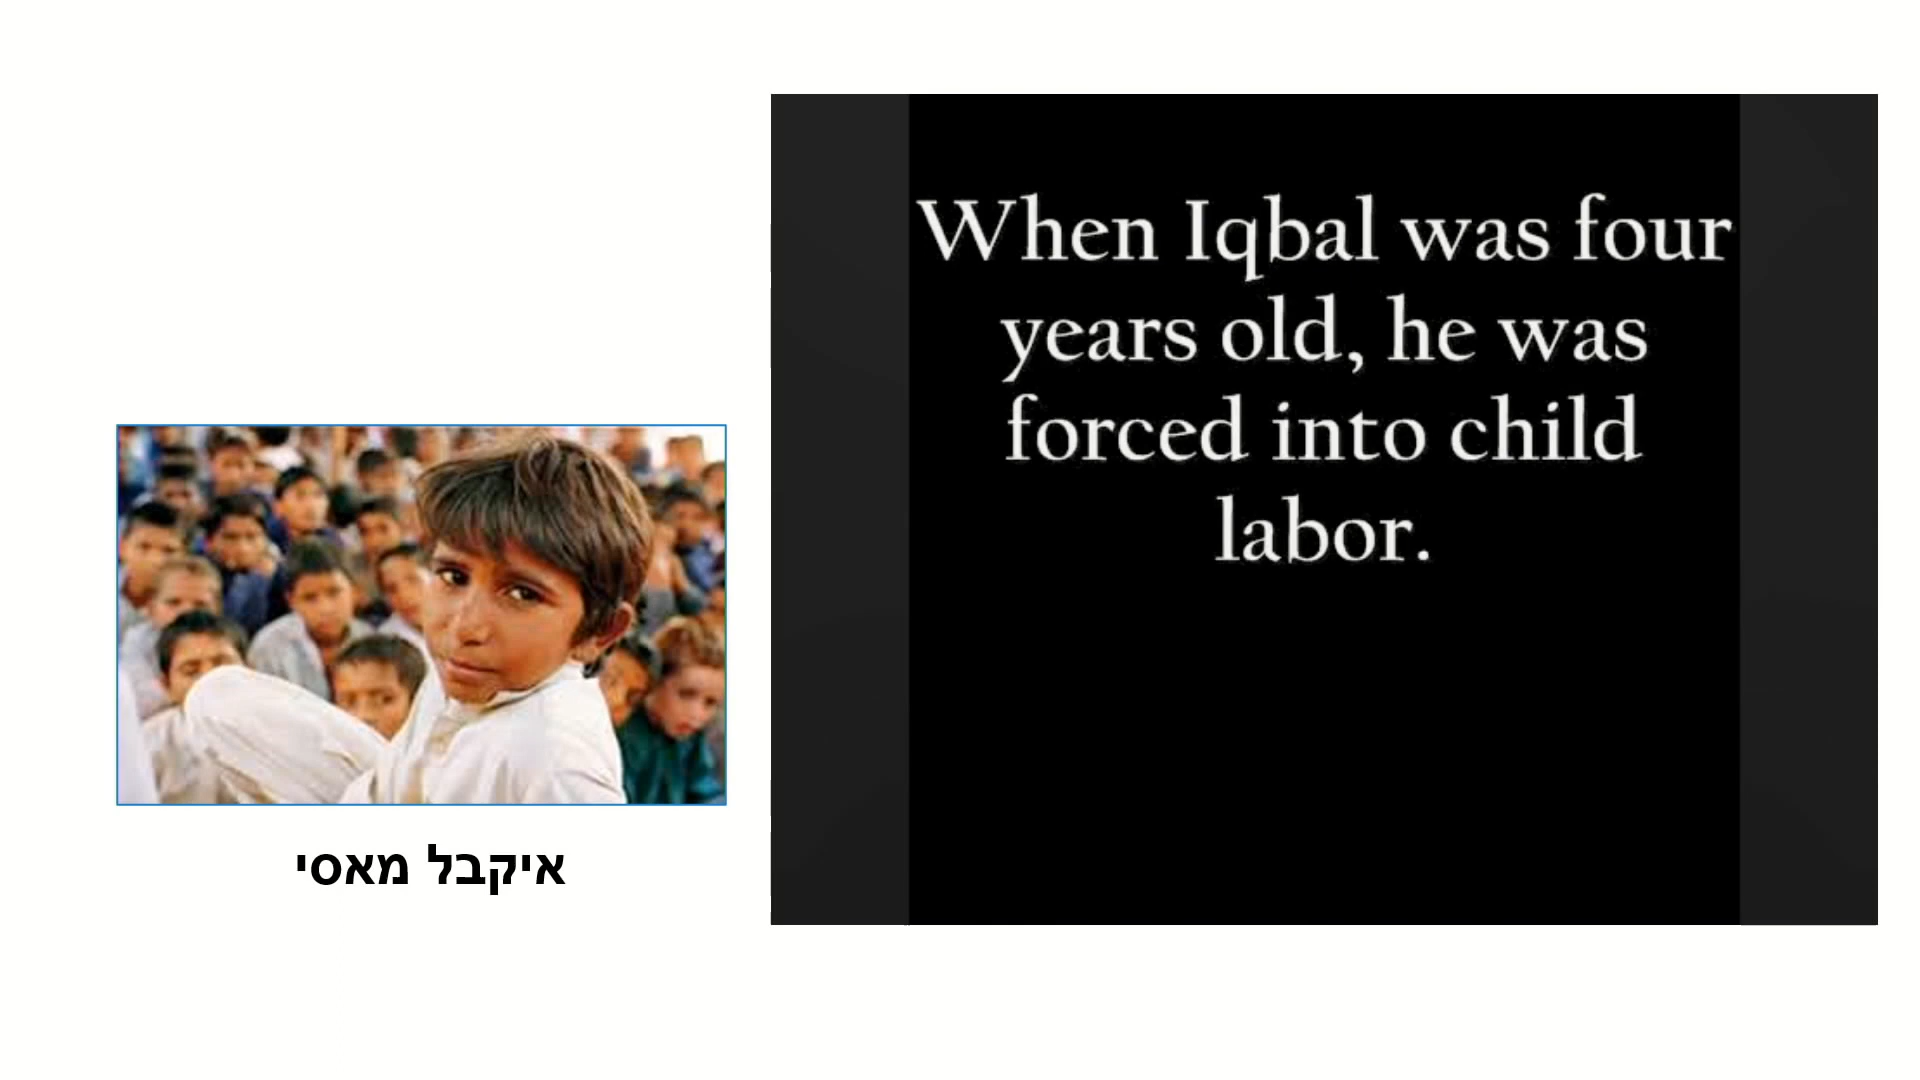 When Iqbal was four
years old, he was
forced into child
labor.
איקבל מאסי